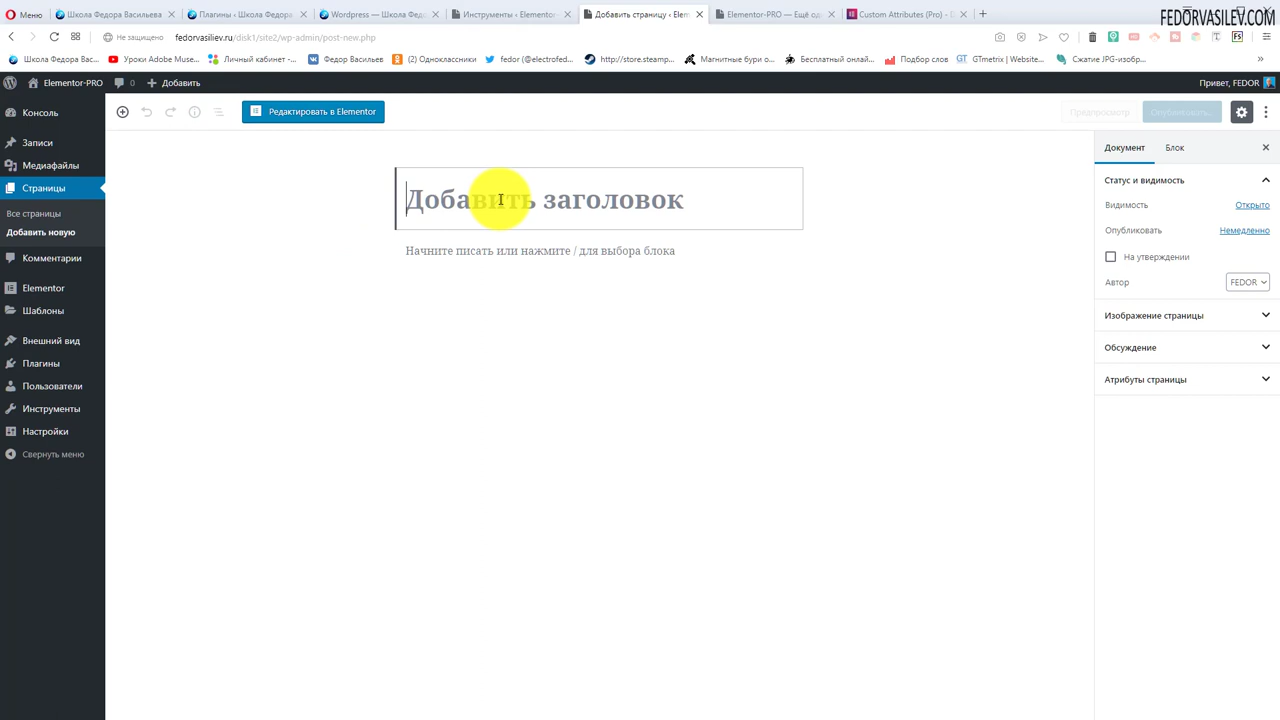 FEDORVASILEV.COM
Меню
Школа Федора Васильева
Плагины ‹ Школа Федора
Wordpress — Школа Федо
Инструменты ‹ Elementor-
Добавить страницу ‹ Elem
Elementor-PRO — Ещё од
Custom Attributes {Pro} - E
Не защищено
fedorvasiliev.ru/disk1/site2/wp-admin/post-new.php
Школа Федора Вас...
Уроки Adobe Muse...
Личный кабинет -...
Федор Васильев
(2) Одноклассники
fedor (@electrofed...
http://store.steamp...
Магнитные бури о...
Бесплатный онлай...
Подбор слов
GTmetrix | Website...
Сжатие JPG-изобр...
Elementor-PRO
0
Добавить
Привет, FEDOR
Консоль
Записи
Медиафайлы
Страницы
Все страницы
Добавить новую
Комментарии
Elementor
Шаблоны
Внешний вид
Плагины
Пользователи
Инструменты
Настройки
Свернуть меню
Редактировать в Elementor
Предпросмотр
Опубликовать...
Добавить заголовок
Начните писать или нажмите / для выбора блока
Документ
Блок
Статус и видимость
Видимость
Открыто
Опубликовать
Немедленно
На утверждении
Автор
FEDOR
Изображение страницы
Обсуждение
Атрибуты страницы